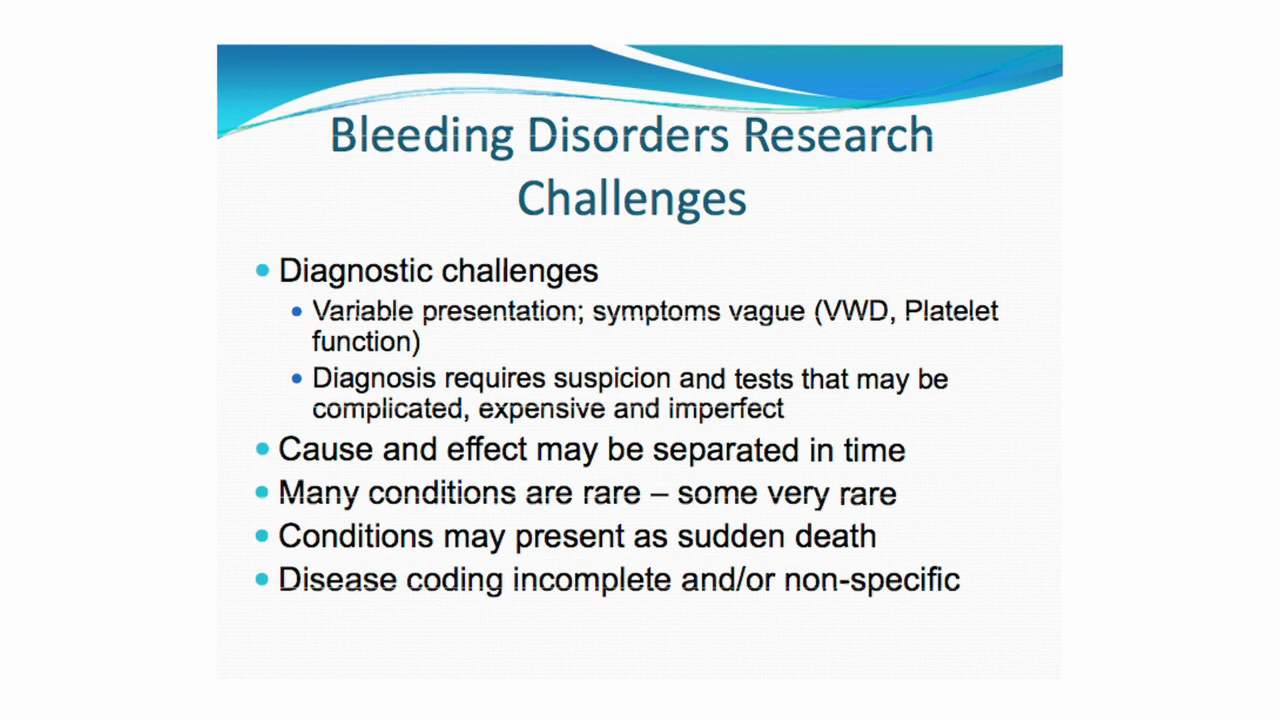 Bleeding Disorders Research
Challenges
• Diagnostic challenges
• Variable presentation; symptoms vague (VWD, Platelet
function)
• Diagnosis requires suspicion and tests that may be
complicated, expensive and imperfect
• Cause and effect may be separated in time
• Many conditions are rare – some very rare
• Conditions may present as sudden death
• Disease coding incomplete and/or non-specific